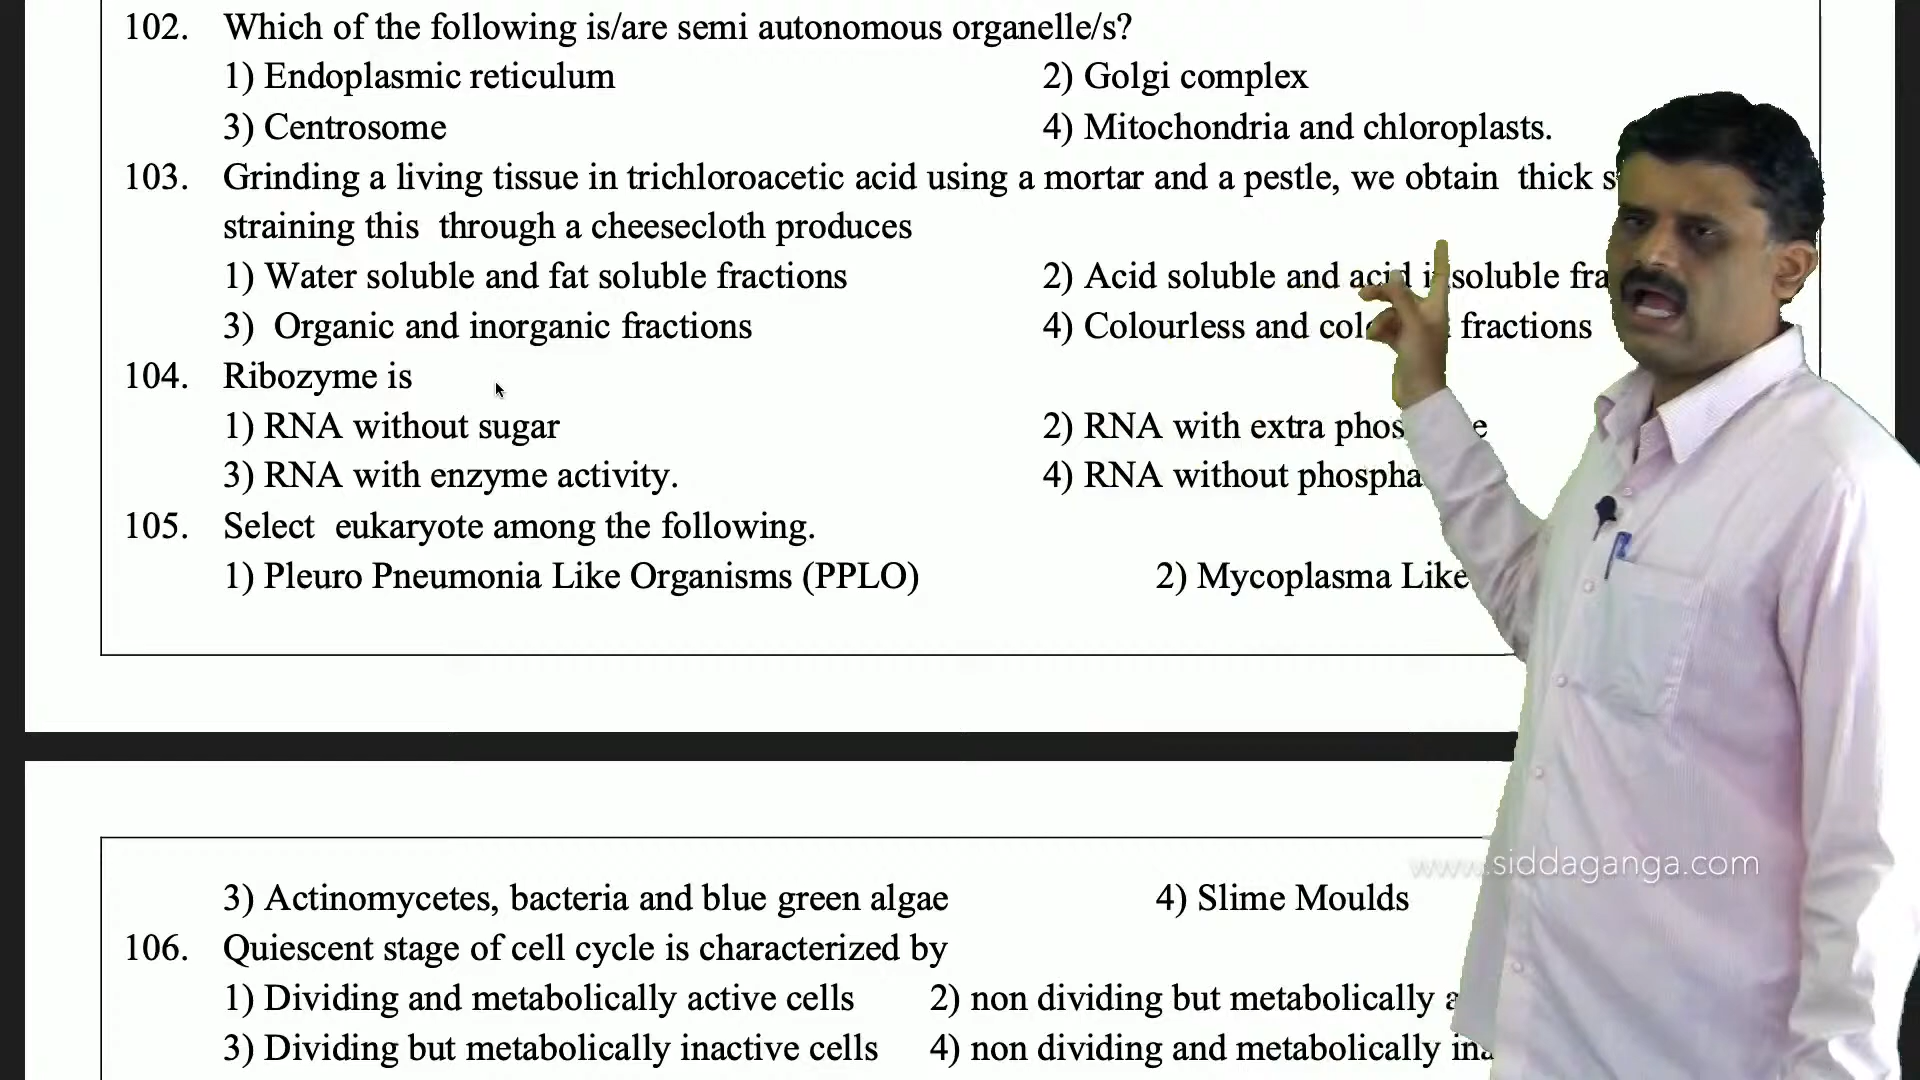 102. Which of the following is/are semi autonomous organelle/s?
1) Endoplasmic reticulum 2) Golgi complex
3) Centrosome 4) Mitochondria and chloroplasts.
103. Grinding a living tissue in trichloroacetic acid using a mortar and a pestle, we obtain thick
straining this through a cheesecloth produces
1) Water soluble and fat soluble fractions 2) Acid soluble and acid insoluble
3) Organic and inorganic fractions 4) Colourless and fractions
104. Ribozyme is
1) RNA without sugar 2) RNA with extra
3) RNA with enzyme activity. 4) RNA without
105. Select eukaryote among the following.
1) Pleuro Pneumonia Like Organisms (PPLO) 2) Mycoplasma Like
www.siddaganga.com
3) Actinomycetes, bacteria and blue green algae 4) Slime Moulds
106. Quiescent stage of cell cycle is characterized by
1) Dividing and metabolically active cells 2) non dividing but metabolically
3) Dividing but metabolically inactive cells 4) non dividing and metabolically